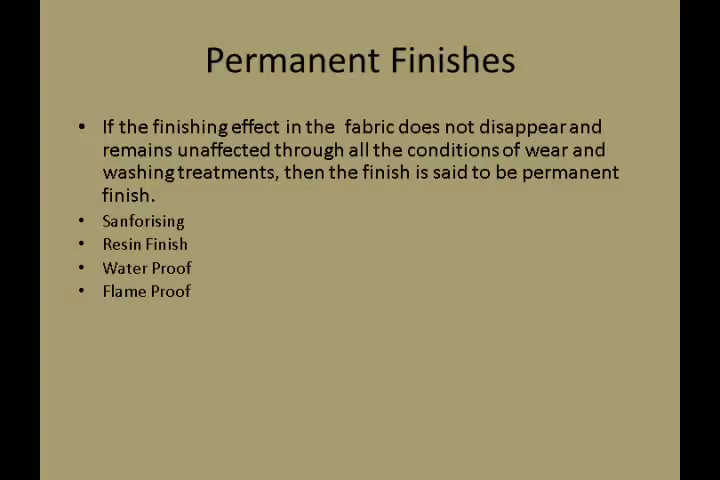 Permanent Finishes
• If the finishing effect in the fabric does not disappear and
remains unaffected through all the conditions of wear and
washing treatments, then the finish is said to be permanent
finish.
• Sanforising
• Resin Finish
• Water Proof
• Flame Proof